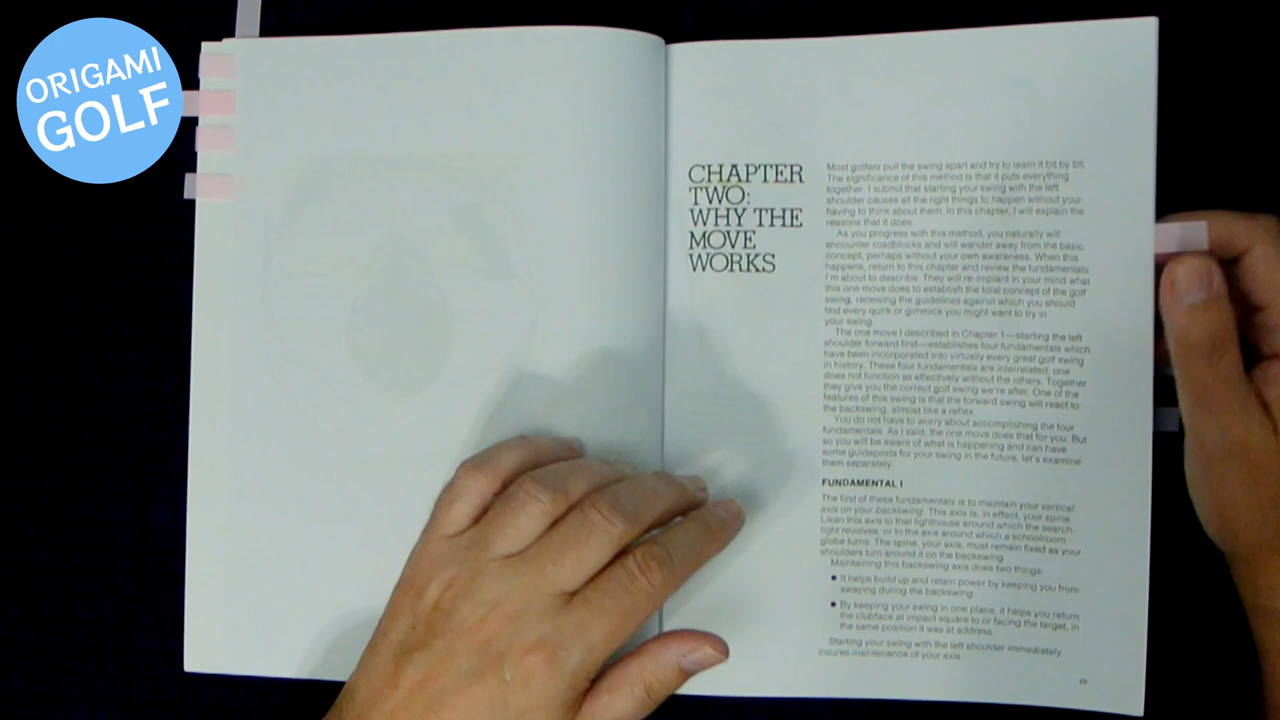 ORIGAMI
GOLF
CHAPTER
TWO:
WHY THE
MOVE
WORKS
Most golfers pull the swing apart and try to learn it bit by bit.
The significance of this method is that it puts everything
together. I submit that starting your swing with the left
shoulder causes all the right things to happen without your
having to think about them. In this chapter, I will explain the
reasons that it does.
As you progress with this method, you naturally will
encounter roadblocks and will wander away from the basic
concept, perhaps without your own awareness. When this
happens, return to this chapter and review the fundamentals
I'm about to describe. They will re-implant in your mind what
this one move does to establish the total concept of the golf
swing, renewing the guidelines against which you should
test every quirk or gimmick you might want to try in
your swing.
The one move I described in Chapter 1—starting the left
shoulder forward first—establishes four fundamentals which
have been incorporated into virtually every great golf swing
in history. These four fundamentals are interrelated; one
does not function as effectively without the others. Together
they give you the correct golf swing we're after. One of the
features of this swing is that the forward swing will react to
the backswing, almost like a reflex.
You do not have to worry about accomplishing the four
fundamentals. As I said, the one move does that for you. But
so you will be aware of what is happening and can have
some guideposts for your swing in the future, let's examine
them separately.
FUNDAMENTAL I
The first of these fundamentals is to maintain your vertical
axis on your backswing. This axis is, in effect, your spine.
Liken this axis to that lighthouse around which the search-
light revolves, or to the axis around which a schoolroom
globe turns. The spine, your axis, must remain fixed as your
shoulders turn around it on the backswing.
Maintaining this backswing axis does two things:
• It helps build up and retain power by keeping you from
swaying during the backswing.
• By keeping your swing in one place, it helps you return
the clubface at impact square to or facing the target, in
the same position it was at address.
Starting your swing with the left shoulder immediately
insures maintenance of your axis.